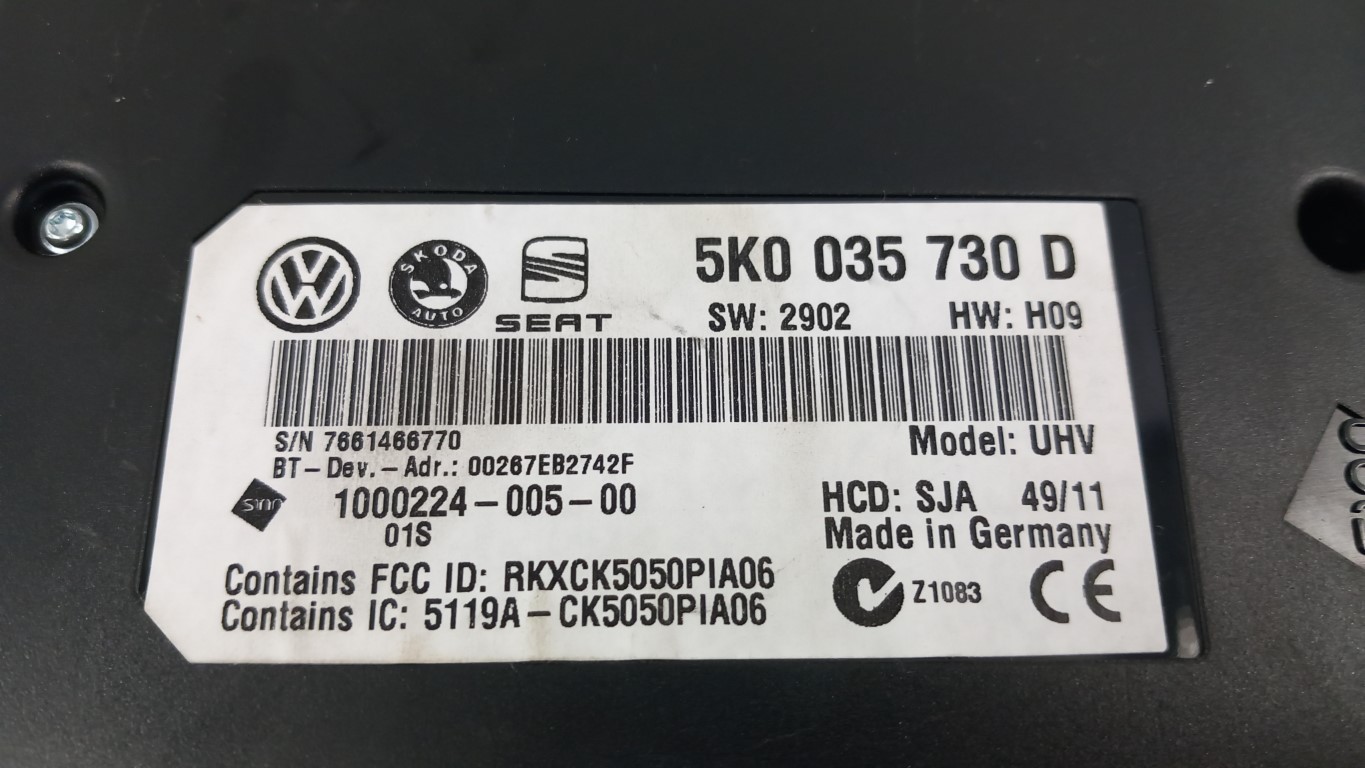 SKODA AUTO
SEAT
5K0 035 730 D
SW: 2902 HW: H09
S/N 7661466770
Model: UHV
BT-Dev.-Adr.: 00267EB2742F
1000224-005-00
HCD: SJA 49/11
01S
Made in Germany
Contains FCC ID: RKXCK5050PIA06
Contains IC: 5119A-CK5050PIA06
Z1083
CE